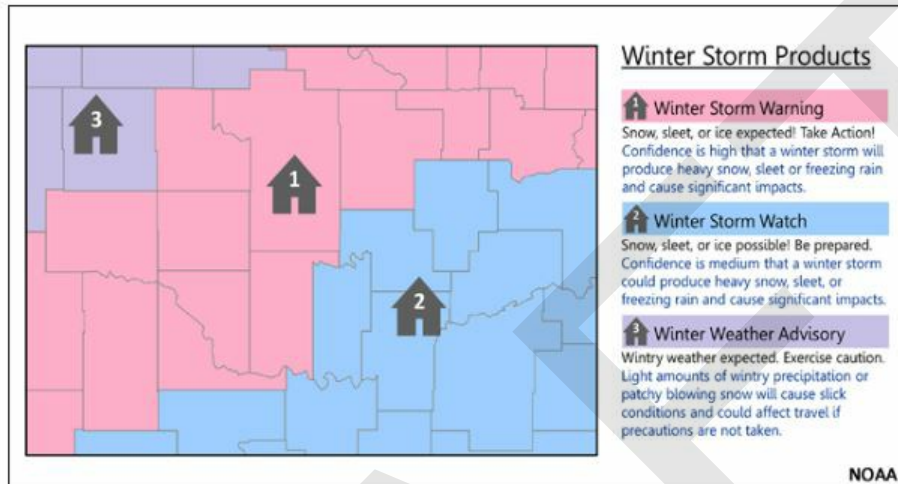 3
1
2
Winter Storm Products
1 Winter Storm Warning
Snow, sleet, or ice expected! Take Action!
Confidence is high that a winter storm will
produce heavy snow, sleet or freezing rain
and cause significant impacts.
2 Winter Storm Watch
Snow, sleet, or ice possible! Be prepared.
Confidence is medium that a winter storm
could produce heavy snow, sleet, or
freezing rain and cause significant impacts.
3 Winter Weather Advisory
Wintry weather expected. Exercise caution.
Light amounts of wintry precipitation or
patchy blowing snow will cause slick
conditions and could affect travel if
precautions are not taken.
NOAA